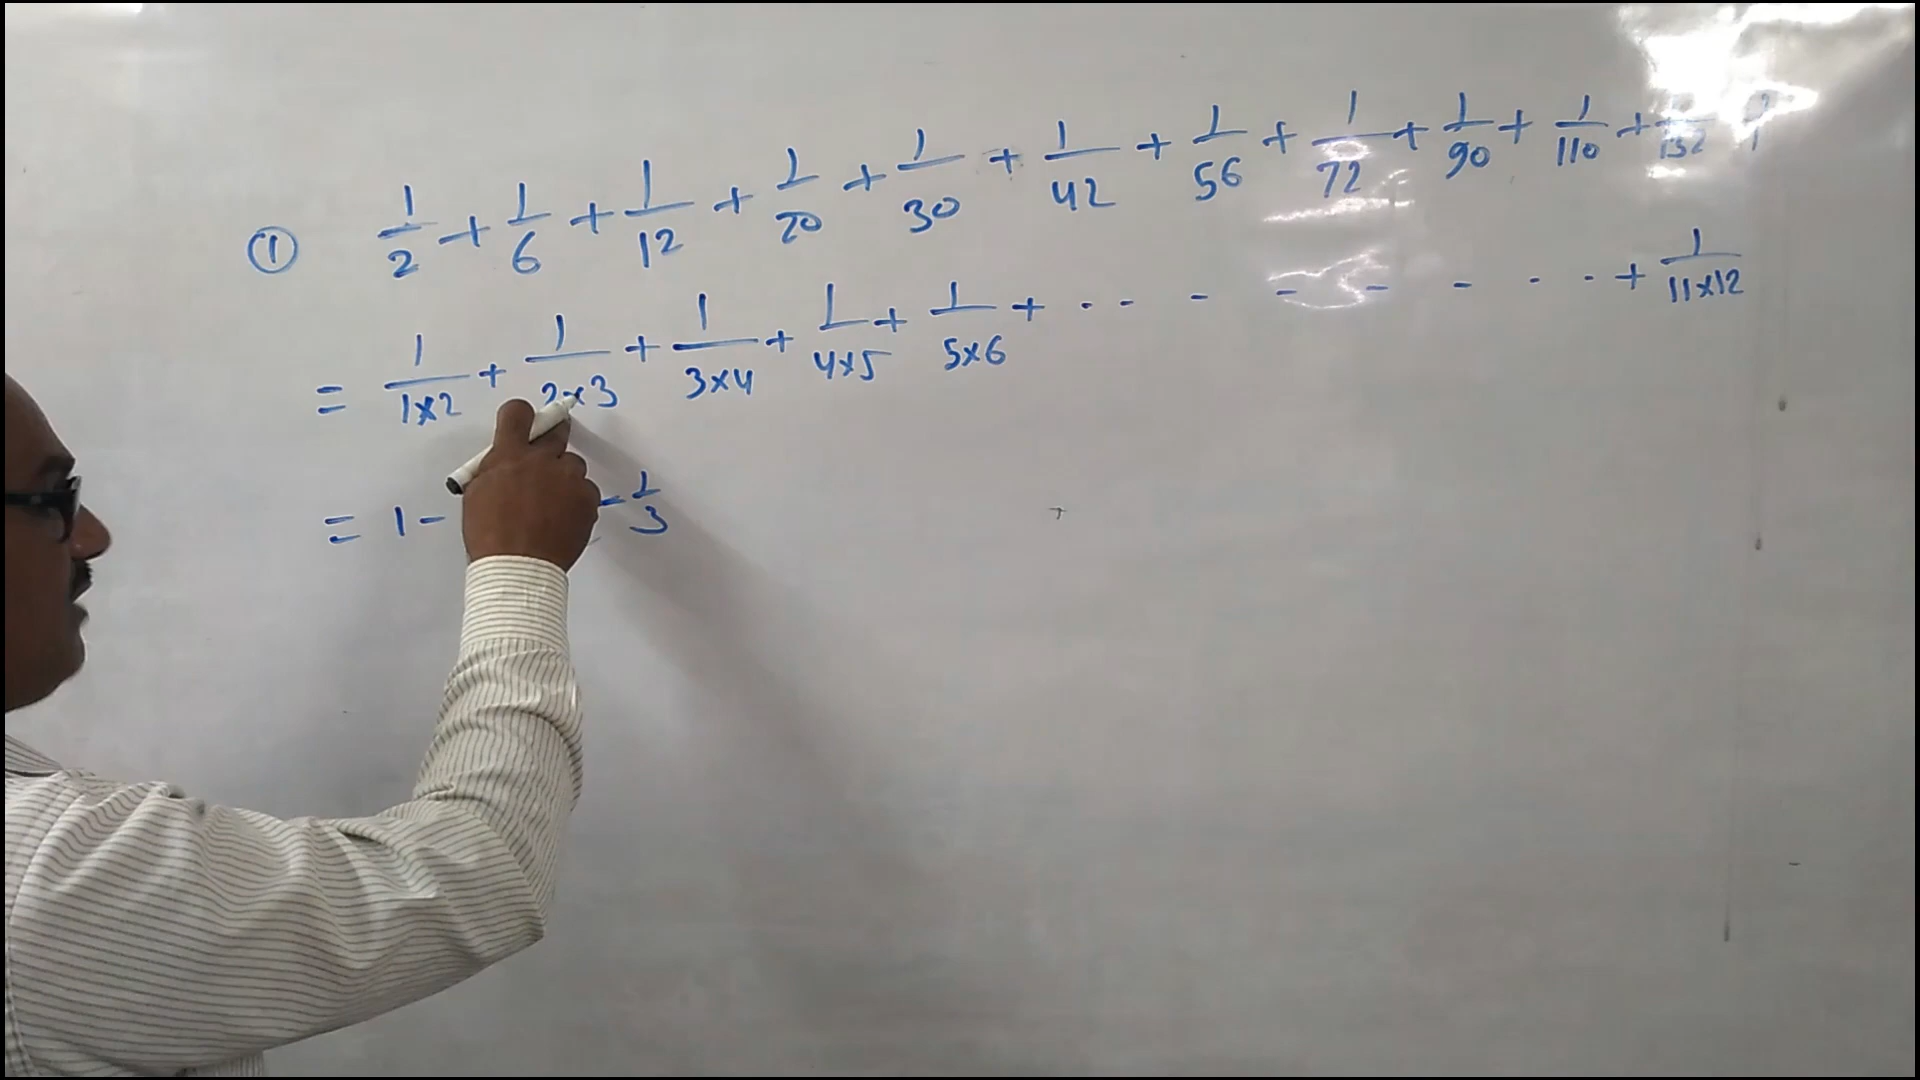 ① 1/2 + 1/6 + 1/12 + 1/20 + 1/30 + 1/42 + 1/56 + 1/72 + 1/90 + 1/110 + 1/132
= 1/1×2 + 1/2×3 + 1/3×4 + 1/4×5 + 1/5×6 + .. - - - - . . . + 1/11×12
= 1 - - 1/3